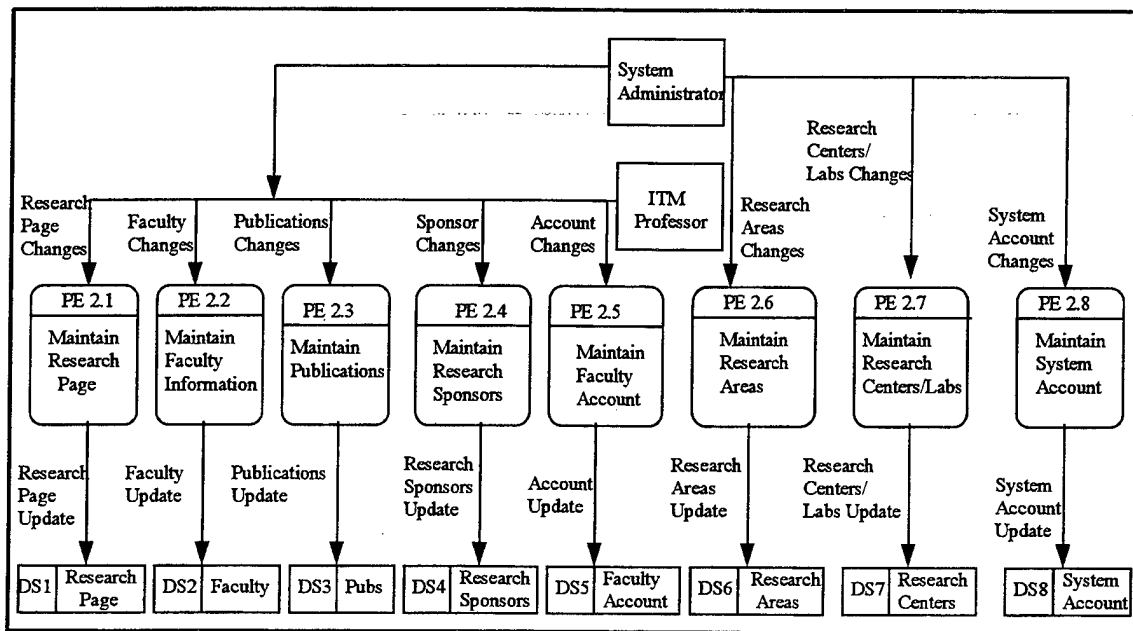 System
Administrator
ITM
Professor
Research
Page
Changes
Faculty
Changes
Publications
Changes
Sponsor
Changes
Account
Changes
Research
Areas
Changes
Research
Centers/
Labs Changes
System
Account
Changes
PE 2.1
Maintain
Research
Page
PE 2.2
Maintain
Faculty
Information
PE 2.3
Maintain
Publications
PE 2.4
Maintain
Research
Sponsors
PE 2.5
Maintain
Faculty
Account
PE 2.6
Maintain
Research
Areas
PE 2.7
Maintain
Research
Centers/Labs
PE 2.8
Maintain
System
Account
Research
Page
Update
Faculty
Update
Publications
Update
Research
Sponsors
Update
Account
Update
Research
Areas
Update
Research
Centers/
Labs Update
System
Account
Update
DS1
Research
Page
DS2
Faculty
DS3
Pubs
DS4
Research
Sponsors
DS5
Faculty
Account
DS6
Research
Areas
DS7
Research
Centers
DS8
System
Account